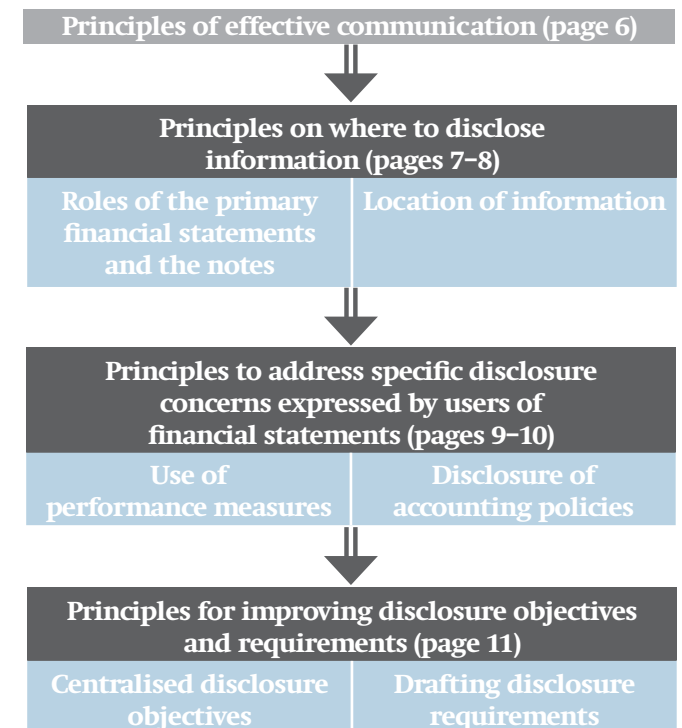 Principles of effective communication (page 6)
Principles on where to disclose
information (pages 7–8)
Roles of the primary
financial statements
and the notes
Location of information
Principles to address specific disclosure
concerns expressed by users of
financial statements (pages 9–10)
Use of
performance measures
Disclosure of
accounting policies
Principles for improving disclosure objectives
and requirements (page 11)
Centralised disclosure
objectives
Drafting disclosure
requirements